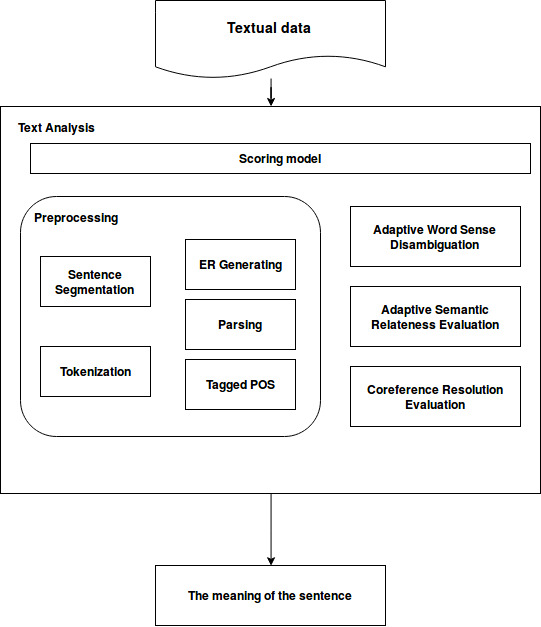 Textual data
Text Analysis
Scoring model
Preprocessing
Sentence
Segmentation
Tokenization
ER Generating
Parsing
Tagged POS
Adaptive Word Sense
Disambiguation
Adaptive Semantic
Relateness Evaluation
Coreference Resolution
Evaluation
The meaning of the sentence